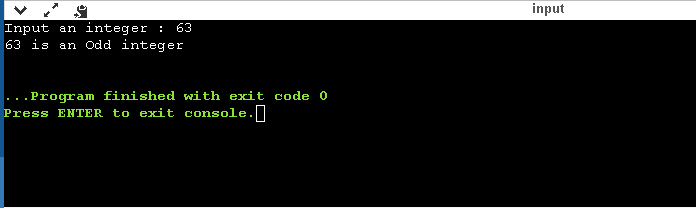 input
Input an integer : 63
63 is an Odd integer
...Program finished with exit code 0
Press ENTER to exit console.